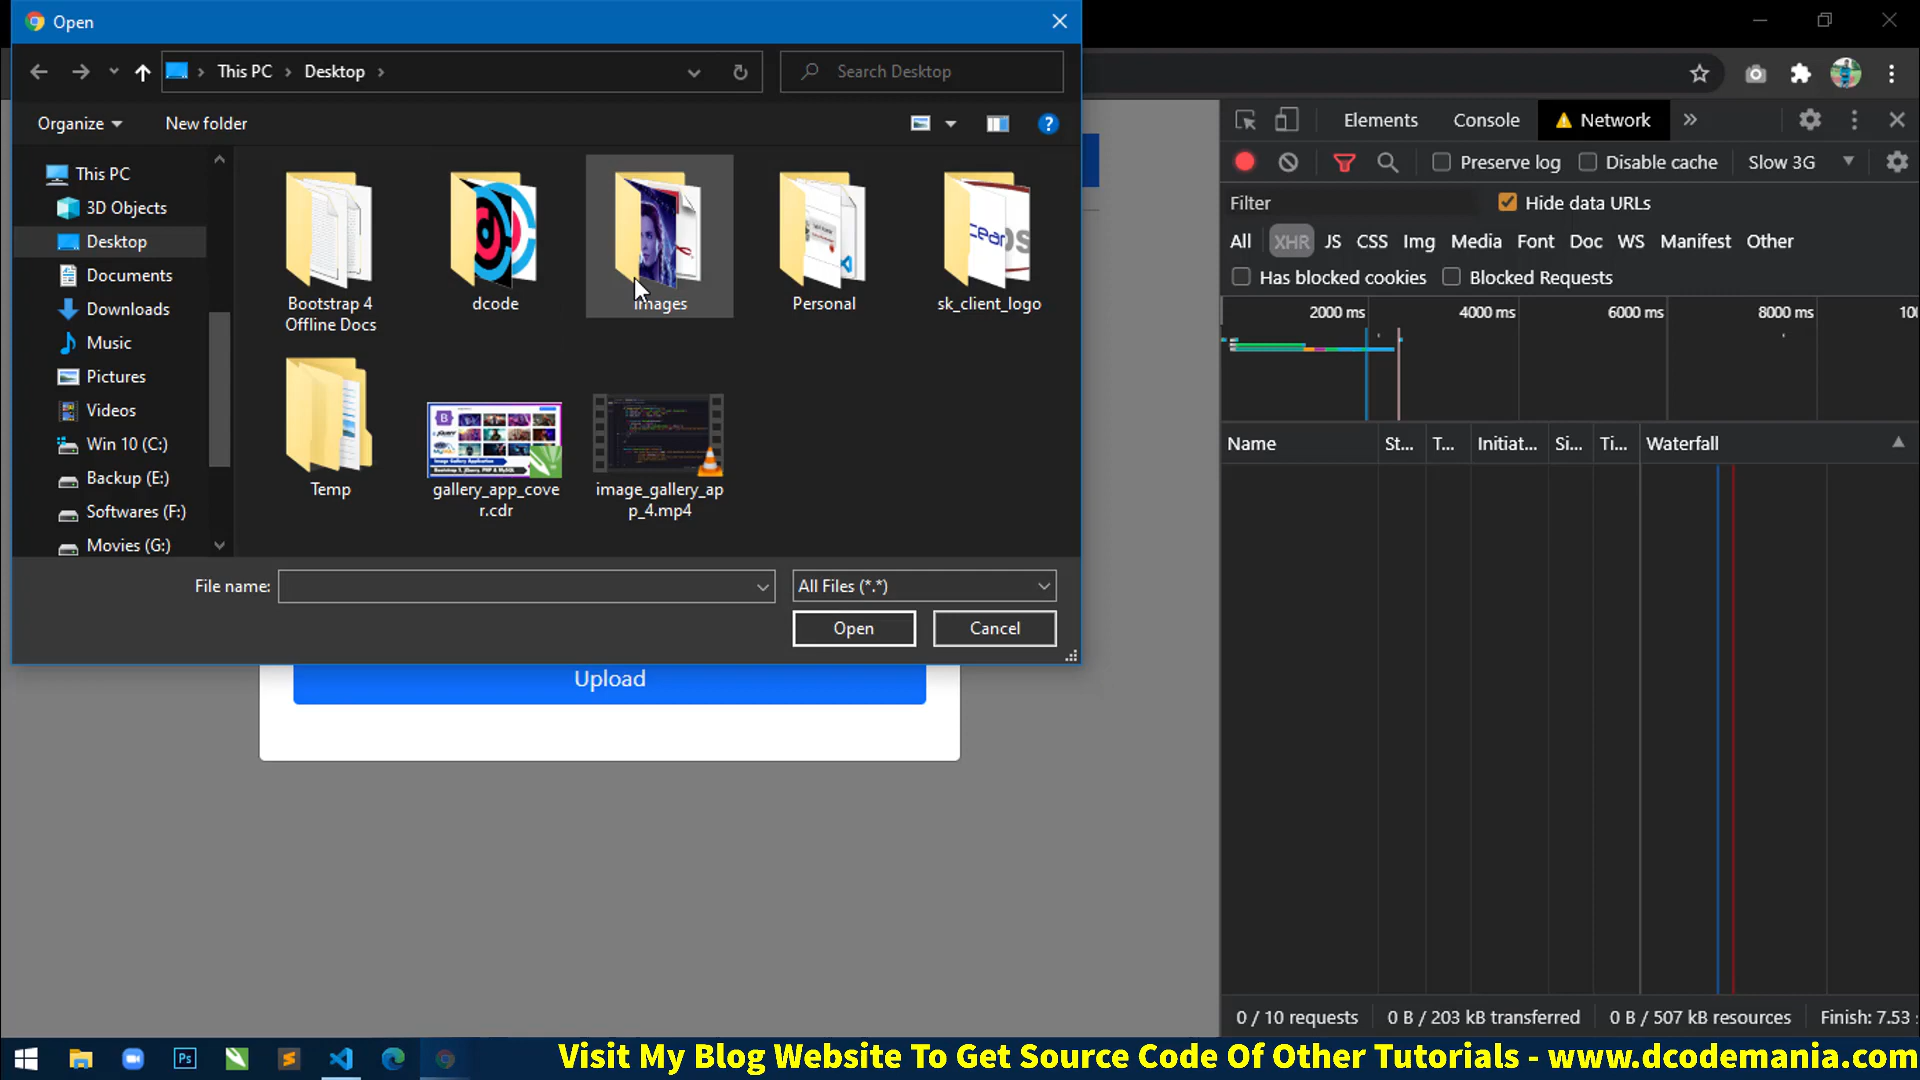 Open
This PC
Desktop
Search Desktop
Organize
New folder
This PC
3D Objects
Desktop
Documents
Downloads
Music
Pictures
Videos
Win 10 (C:)
Backup (E:)
Softwares (F:)
Movies (G:)
Bootstrap 4
Offline Docs
dcode
images
Personal
sk_client_logo
Temp
gallery_app_cove
r.cdr
image_gallery_ap
p_4.mp4
File name:
All Files (*.*)
Open
Cancel
Upload
Elements
Console
Network
Preserve log
Disable cache
Slow 3G
Filter
Hide data URLs
All
XHR
JS
CSS
Img
Media
Font
Doc
WS
Manifest
Other
Has blocked cookies
Blocked Requests
2000 ms
4000 ms
6000 ms
8000 ms
10
Name
St...
T...
Initiat...
Si...
Ti...
Waterfall
0 / 10 requests
0 B / 203 kB transferred
0 B / 507 kB resources
Finish: 7.53
Ps
Visit My Blog Website To Get Source Code Of Other Tutorials - www.dcodemania.com